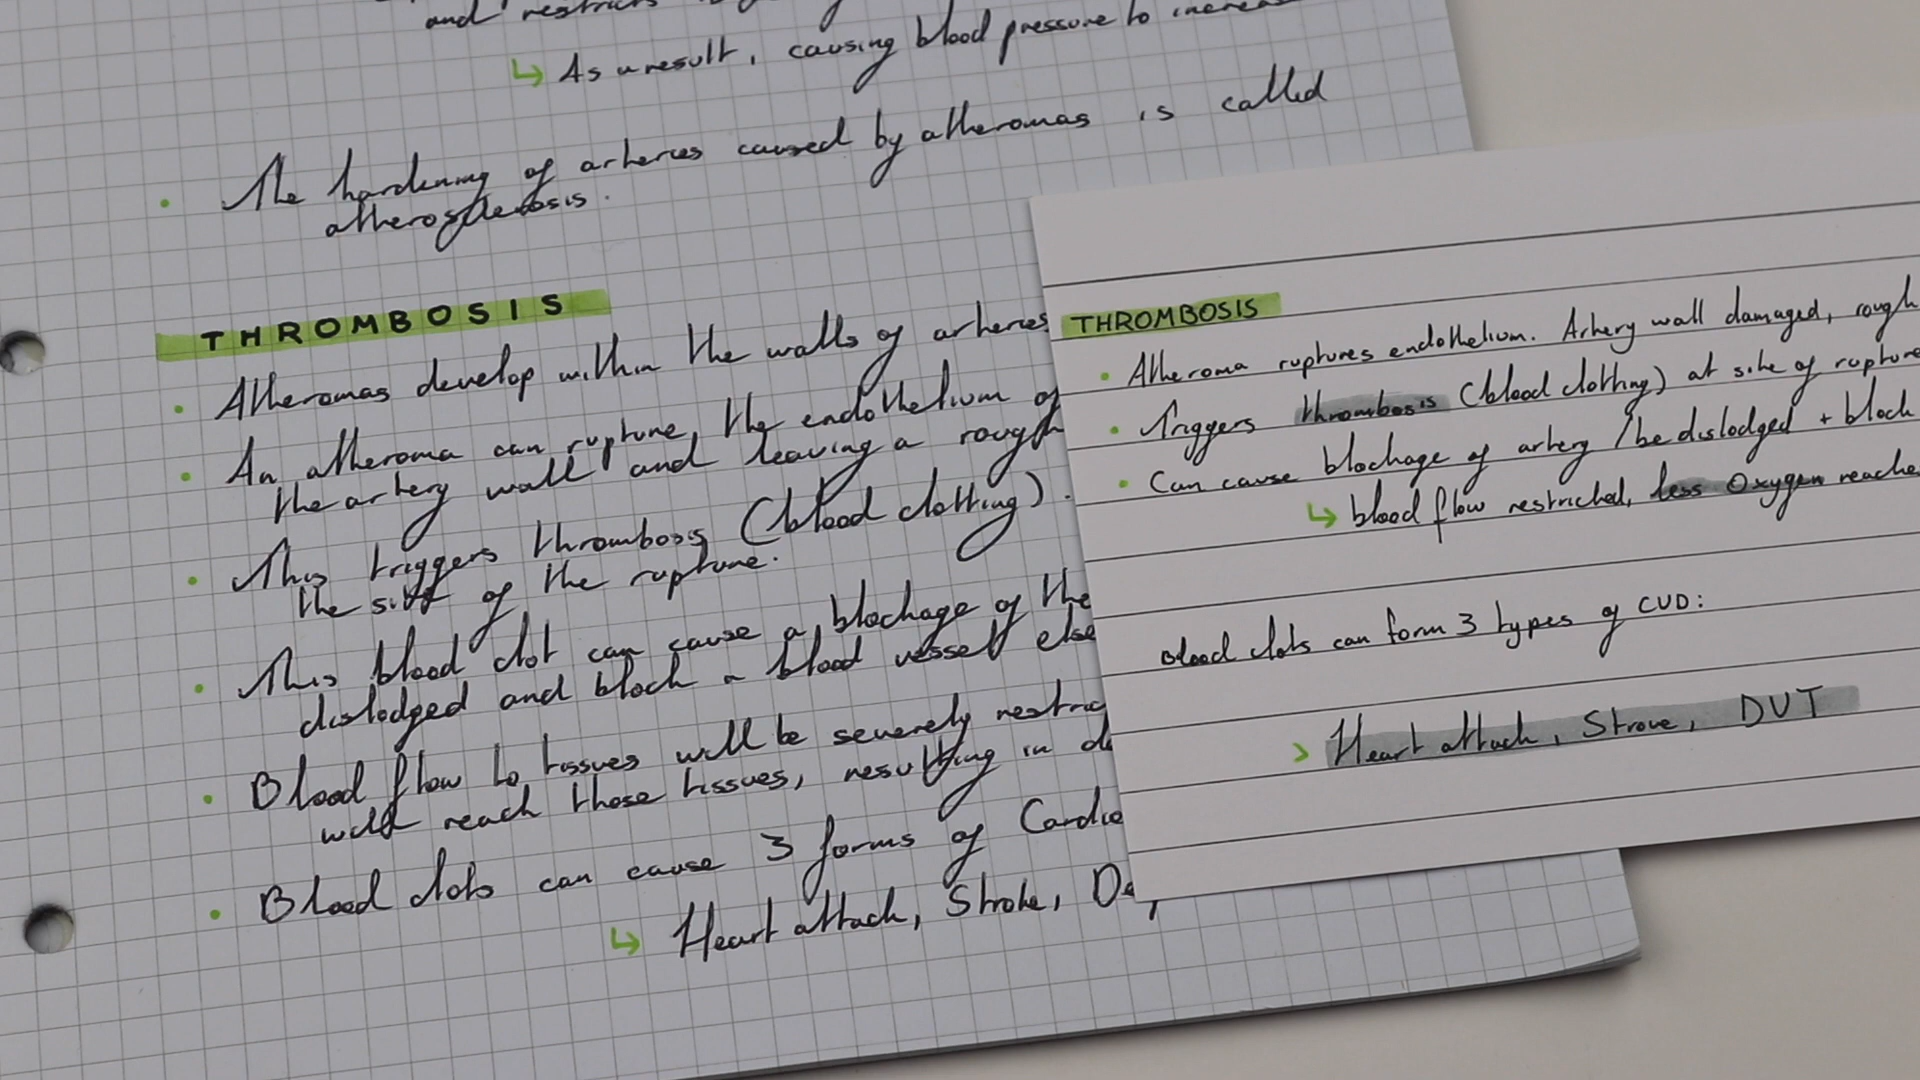 and restricts
↳ As a result, causing blood pressure to increase
• The hardening of arteries caused by atheromas is called
atherosclerosis.
THROMBOSIS
• Atheromas develop within the walls of arteries
• An atheroma can rupture, the endothelium of
the artery wall and leaving a rough
• This triggers thrombosis (blood clotting).
the site of the rupture.
• This blood clot can cause a blockage of the
dislodged and block a blood vessel else
• Blood flow to tissues will be severely restric
will reach those tissues, resulting in d
• Blood clots can cause 3 forms of Cardio
↳ Heart attack, Stroke, De
THROMBOSIS
• Atheroma ruptures endothelium. Artery wall damaged, rough
• Triggers thrombosis (blood clotting) at site of rupture
• Can cause blockage of artery / be dislodged + block
↳ blood flow restricted, less Oxygen reache
Blood clots can form 3 types of CVD:
> Heart attack, Stroke, DVT